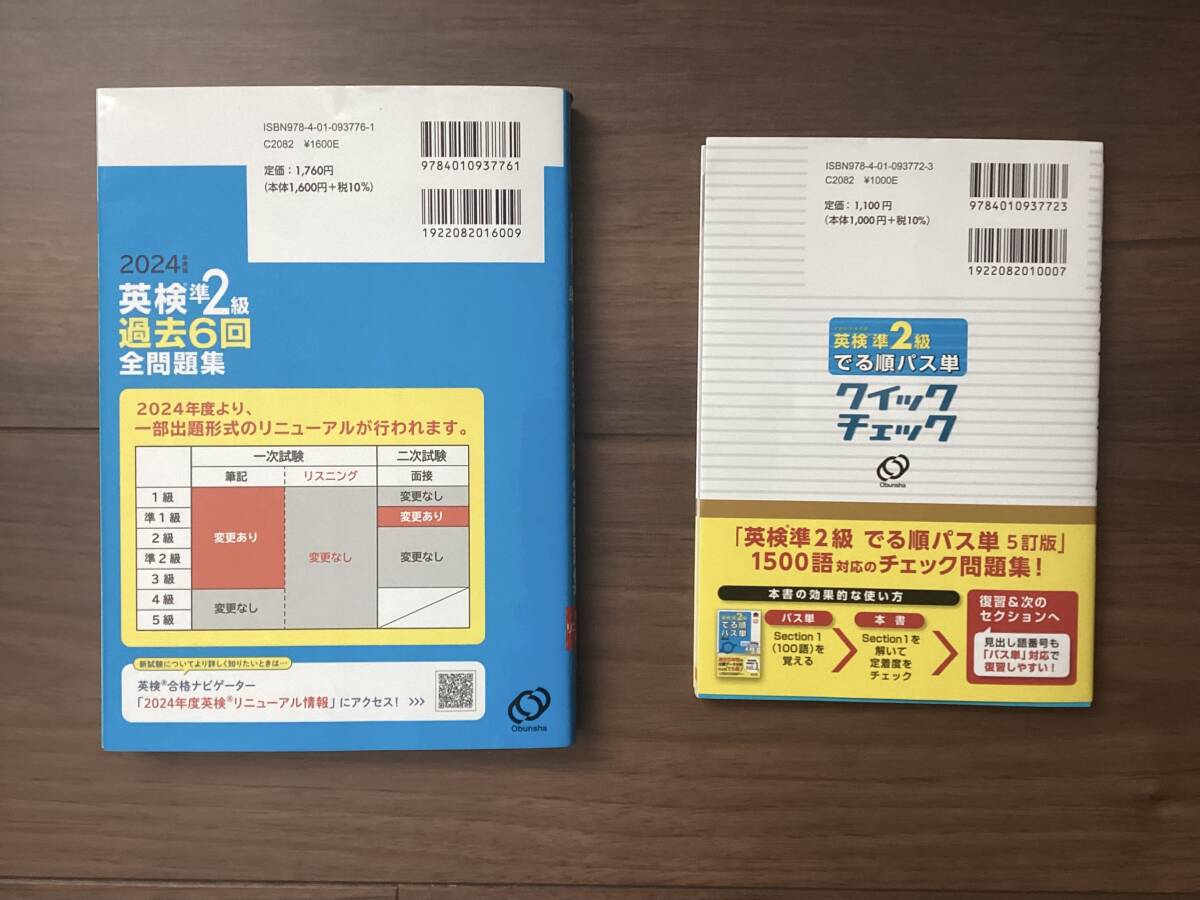 ISBN978-4-01-093776-1
C2082 ¥1600E
定価：1,760円
（本体1,600円＋税10%）
9784010937761
1922082016009
2024年度版
英検®準2級
過去6回
全問題集
2024年度より、
一部出題形式のリニューアルが行われます。
一次試験 二次試験
筆記 リスニング 面接
1級 変更なし
準1級 変更あり
2級 変更あり
準2級 変更なし 変更なし
3級
4級 変更なし
5級
新試験についてより詳しく知りたいときは…
英検®合格ナビゲーター
「2024年度英検®リニューアル情報」にアクセス！ >>>
Obunsha
ISBN978-4-01-093772-3
C2082 ¥1000E
定価：1,100円
（本体1,000円＋税10%）
9784010937723
1922082010007
英検®準2級
でる順パス単
クイック
チェック
Obunsha
「英検®準2級 でる順パス単 5訂版」
1500語対応のチェック問題集！
本書の効果的な使い方
英検準2級
でる順
パス単
パス単
Section 1
（100語）を
覚える
本書
Section 1を
解いて
定着度を
チェック
復習＆次の
セクションへ
見出し語番号も
「パス単」対応で
復習しやすい！